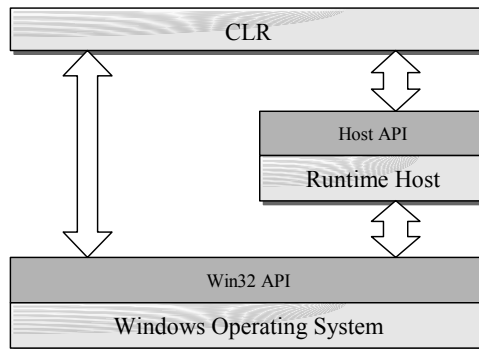 CLR
Host API
Runtime Host
Win32 API
Windows Operating System